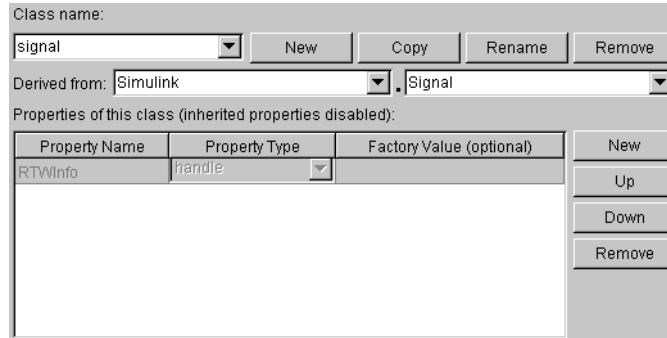 Class name:
signal New Copy Rename Remove
Derived from: Simulink . Signal
Properties of this class (inherited properties disabled):
Property Name Property Type Factory Value (optional) New
RTWInfo handle
Up
Down
Remove